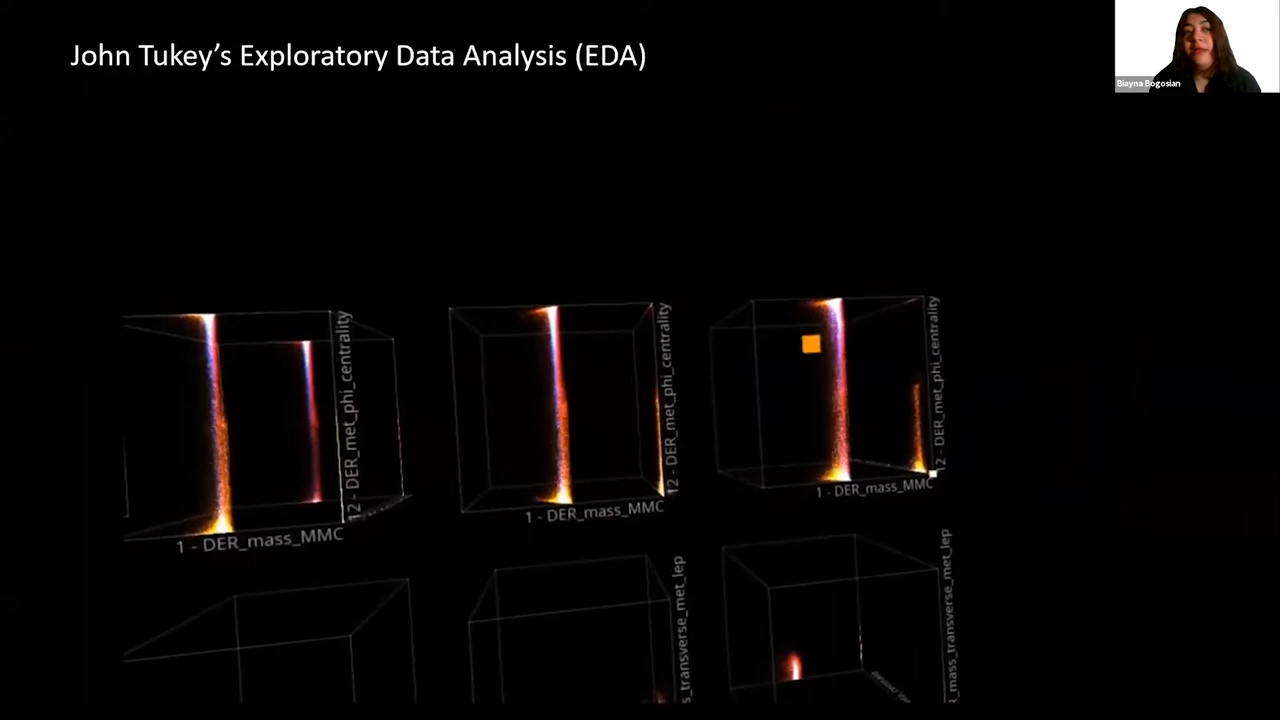 John Tukey's Exploratory Data Analysis (EDA)
Biayna Bogosian
12 - DER_met_phi_centrality
12 - DER_met_phi_centrality
12 - DER_met_phi_centrality
1 - DER_mass_MMC
1 - DER_mass_MMC
1 - DER_mass_MMC
s_transverse_met_lep
_mass_transverse_met_lep